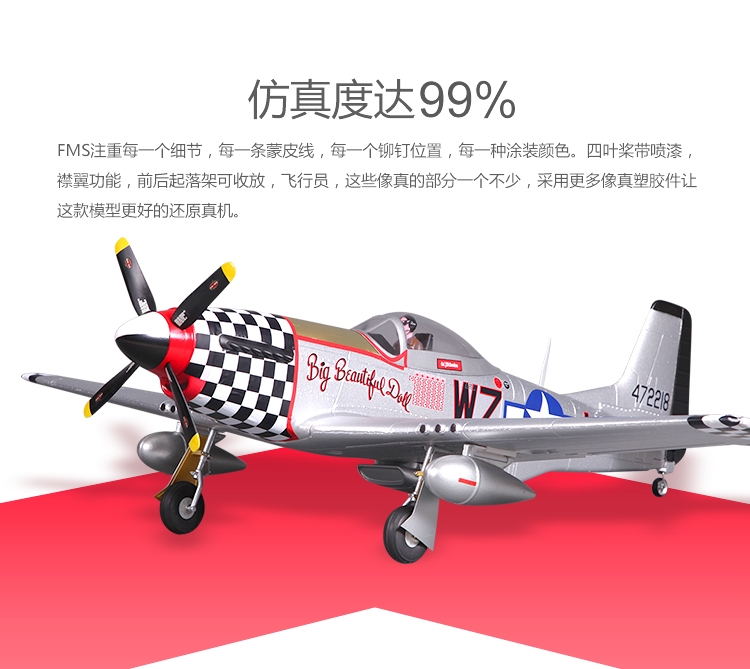 仿真度达99%
FMS注重每一个细节，每一条蒙皮线，每一个铆钉位置，每一种涂装颜色。四叶桨带喷漆，
襟翼功能，前后起落架可收放，飞行员，这些像真的部分一个不少，采用更多像真塑胶件让
这款模型更好的还原真机。
Big Beautiful Doll
WZ
472218